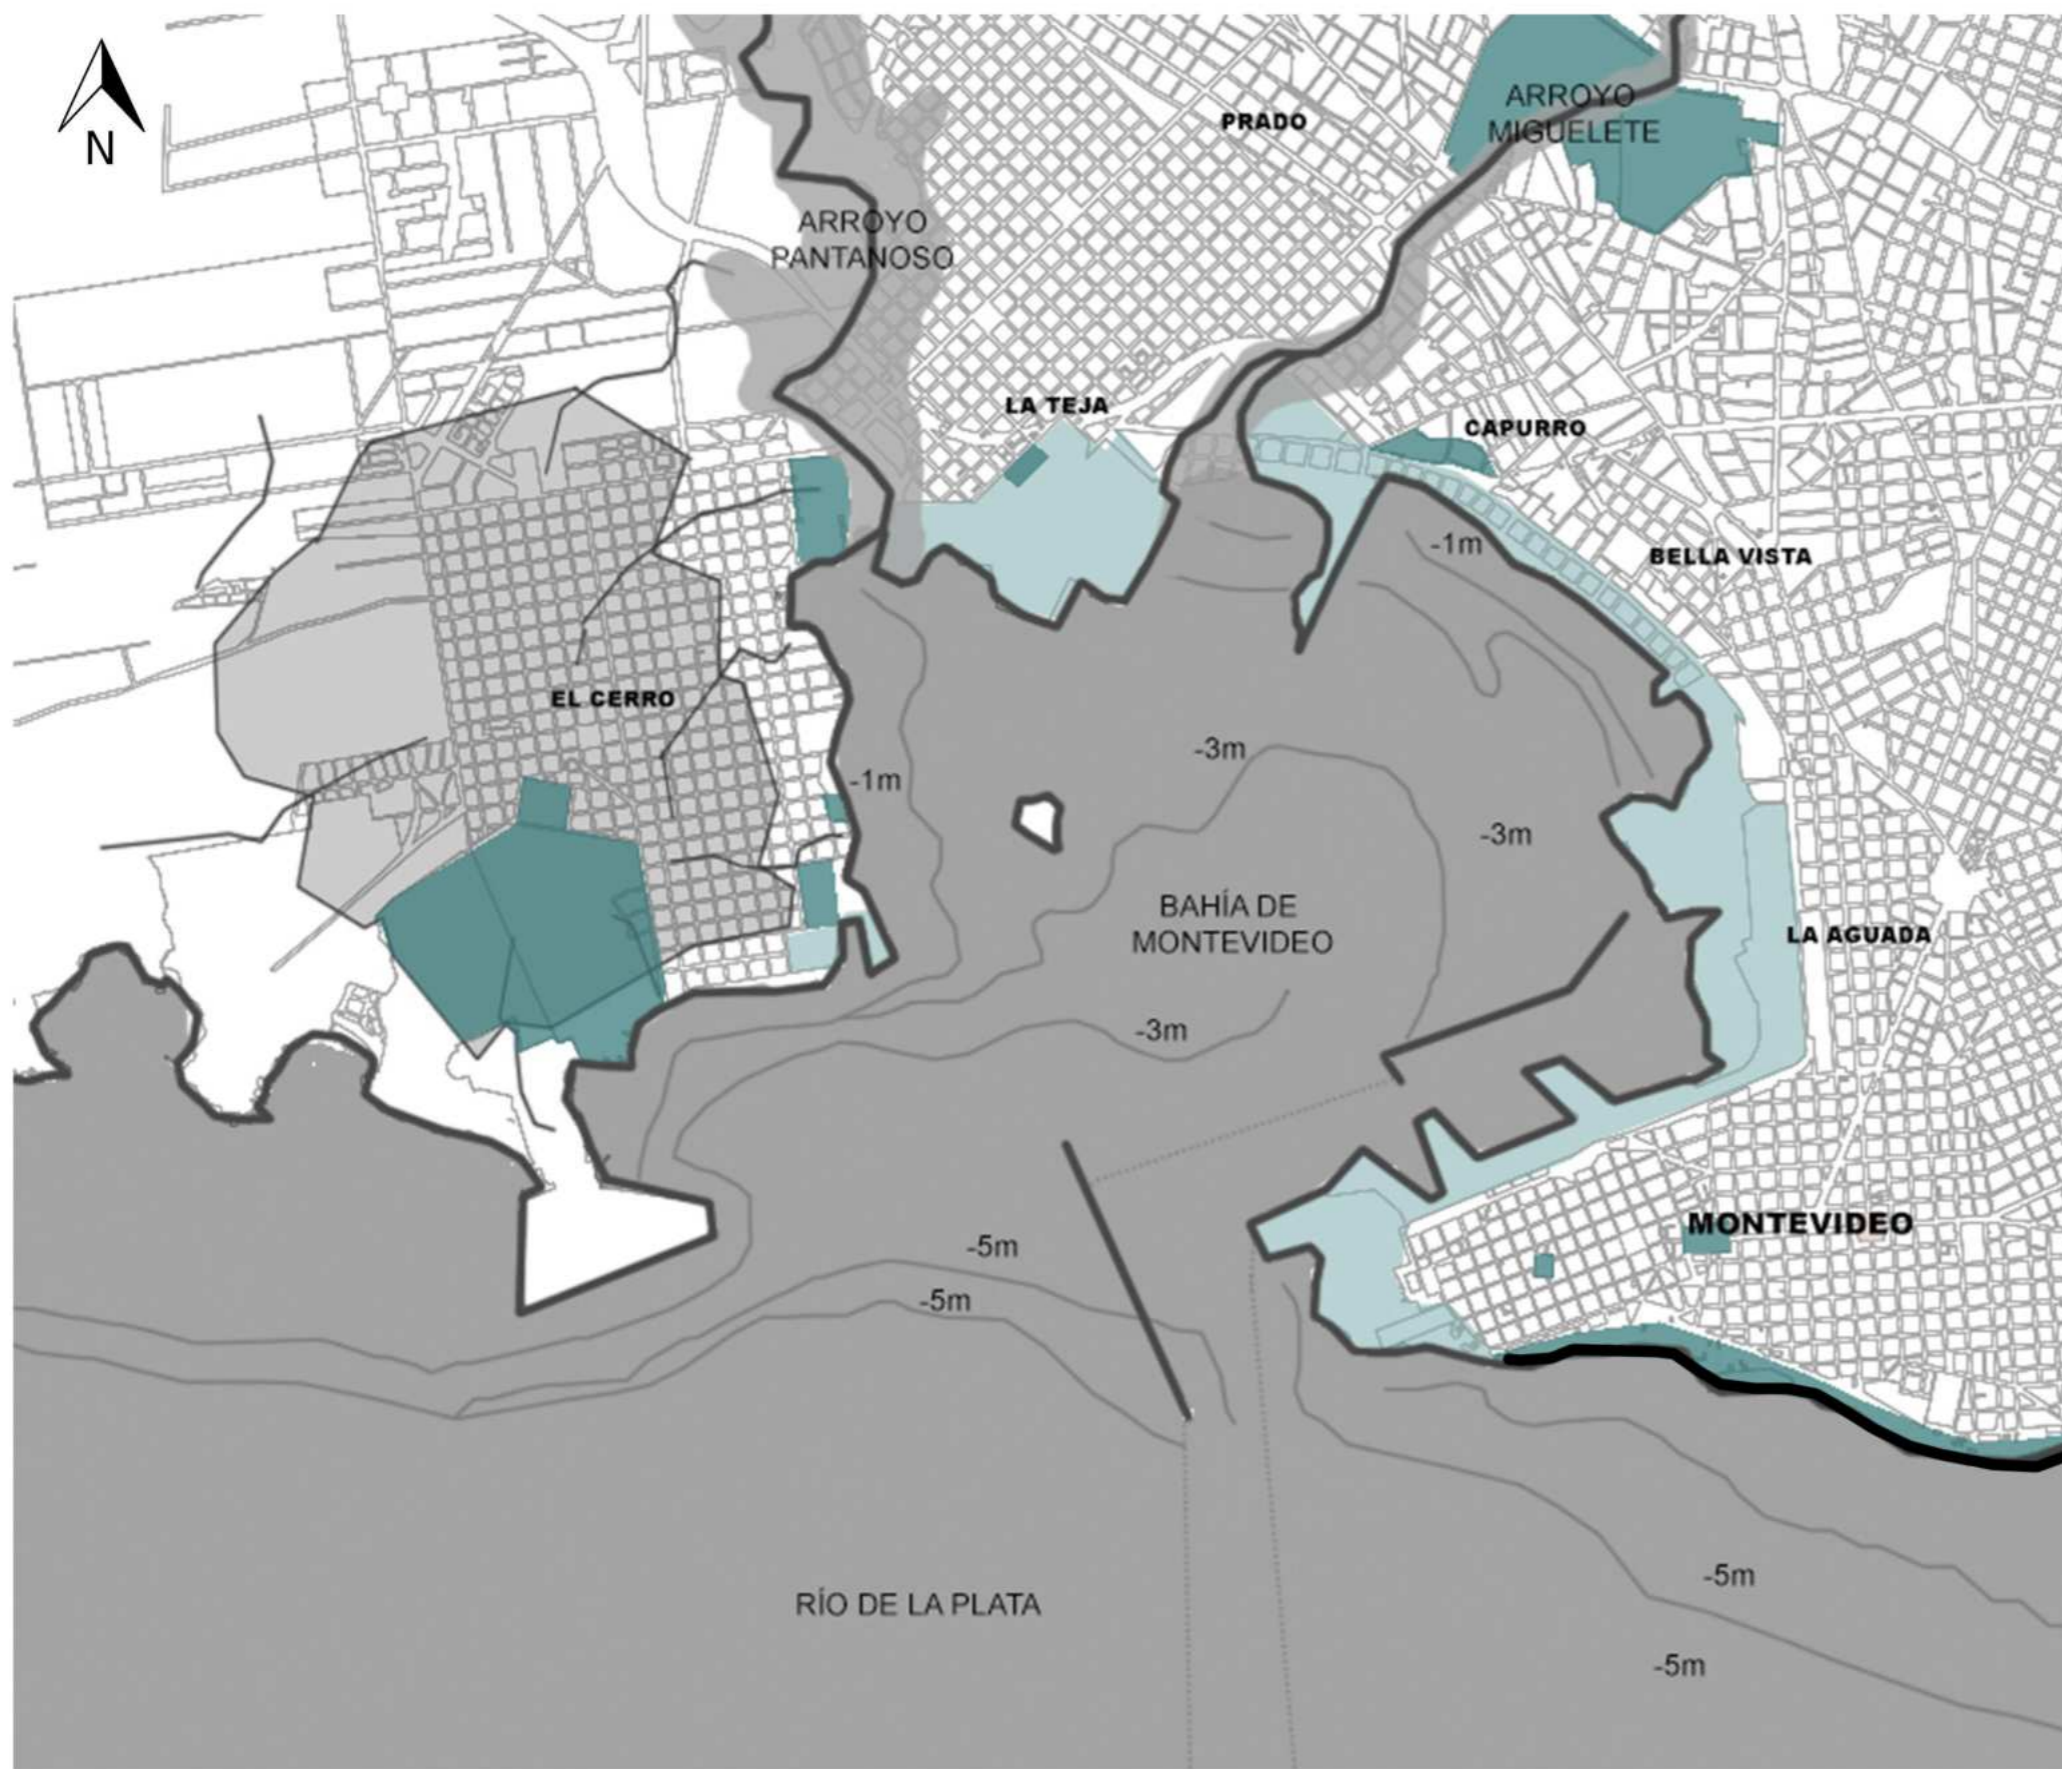 N
PRADO
ARROYO
MIGUELETE
ARROYO
PANTANOSO
LA TEJA
CAPURRO
-1m
BELLA VISTA
EL CERRO
-3m
-1m
-3m
BAHÍA DE
MONTEVIDEO
LA AGUADA
-3m
MONTEVIDEO
-5m
-5m
-5m
RÍO DE LA PLATA
-5m